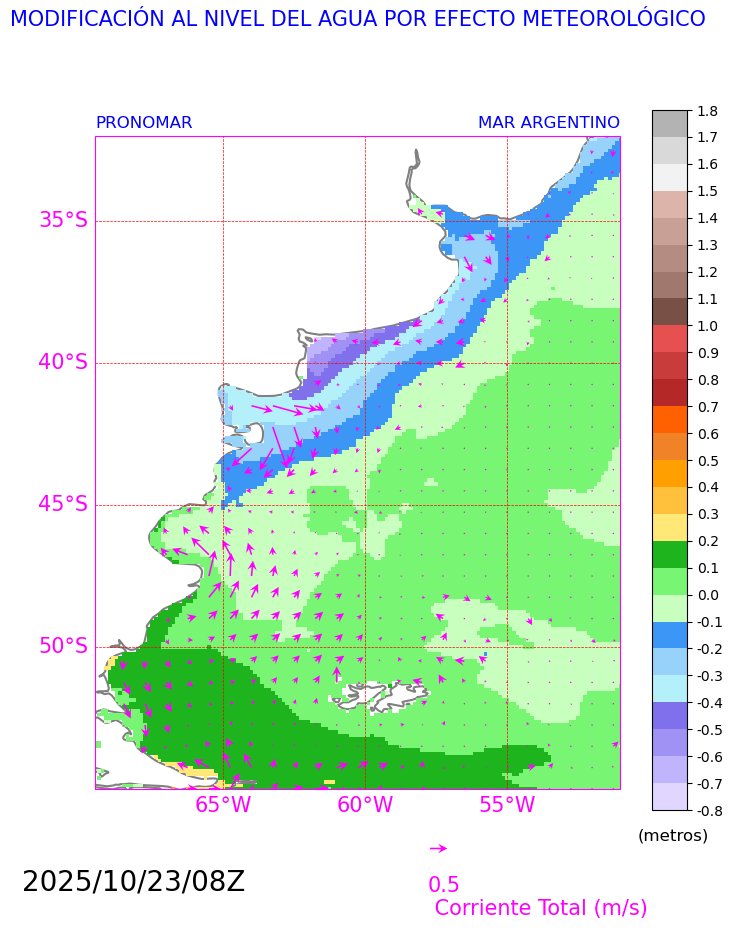 MODIFICACIÓN AL NIVEL DEL AGUA POR EFECTO METEOROLÓGICO
PRONOMAR MAR ARGENTINO
35°S
40°S
45°S
50°S
65°W 60°W 55°W
1.8
1.7
1.6
1.5
1.4
1.3
1.2
1.1
1.0
0.9
0.8
0.7
0.6
0.5
0.4
0.3
0.2
0.1
0.0
-0.1
-0.2
-0.3
-0.4
-0.5
-0.6
-0.7
-0.8
(metros)
2025/10/23/08Z
0.5
Corriente Total (m/s)